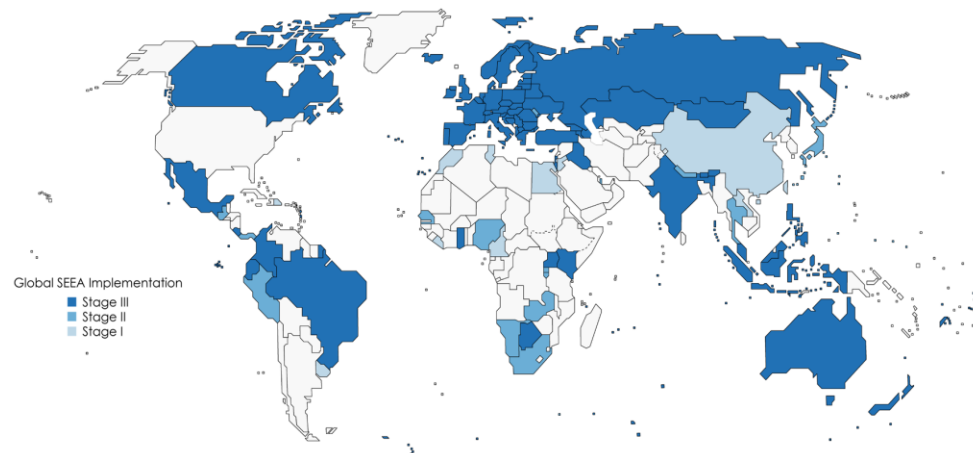 Global SEEA Implementation
Stage III
Stage II
Stage I